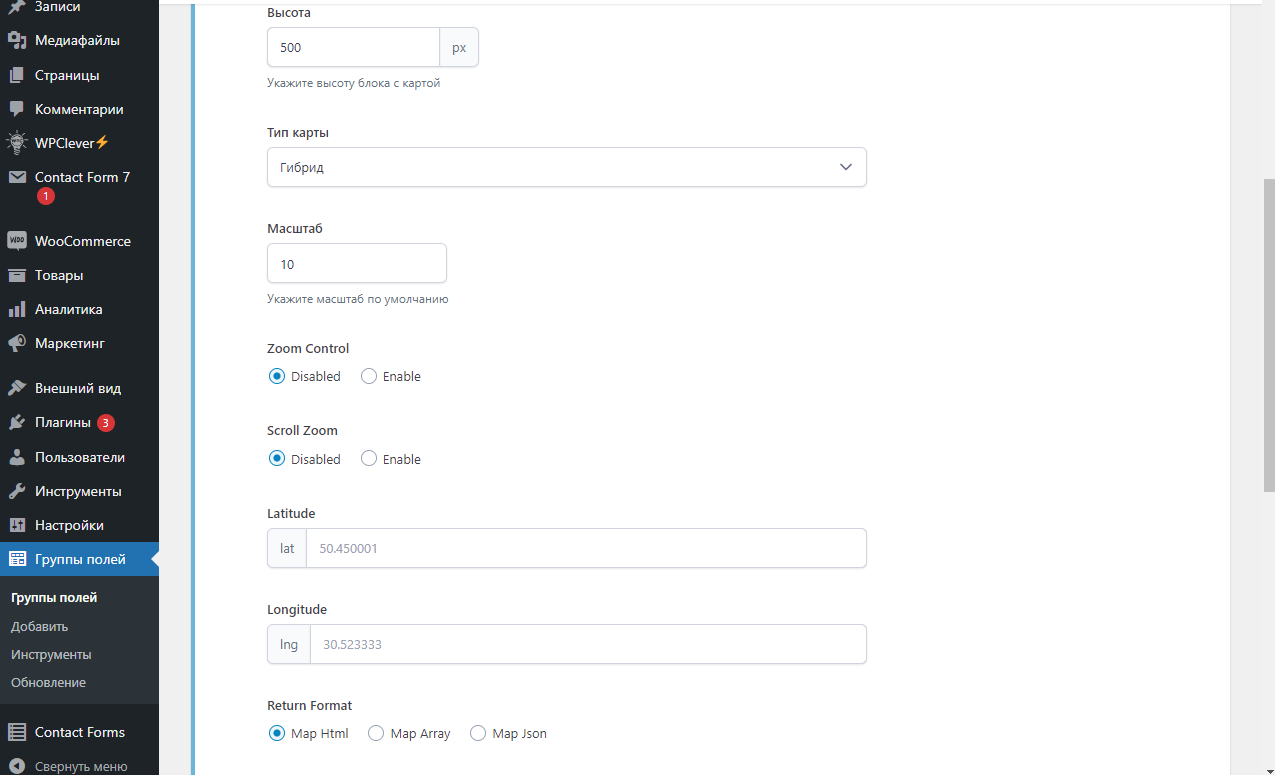 Записи
Медиафайлы
Страницы
Комментарии
WPClever⚡
Contact Form 7
1
WooCommerce
Товары
Аналитика
Маркетинг
Внешний вид
Плагины 3
Пользователи
Инструменты
Настройки
Группы полей
Группы полей
Добавить
Инструменты
Обновление
Contact Forms
Свернуть меню
Высота
500 px
Укажите высоту блока с картой
Тип карты
Гибрид
Масштаб
10
Укажите масштаб по умолчанию
Zoom Control
Disabled Enable
Scroll Zoom
Disabled Enable
Latitude
lat 50.450001
Longitude
lng 30.523333
Return Format
Map Html Map Array Map Json